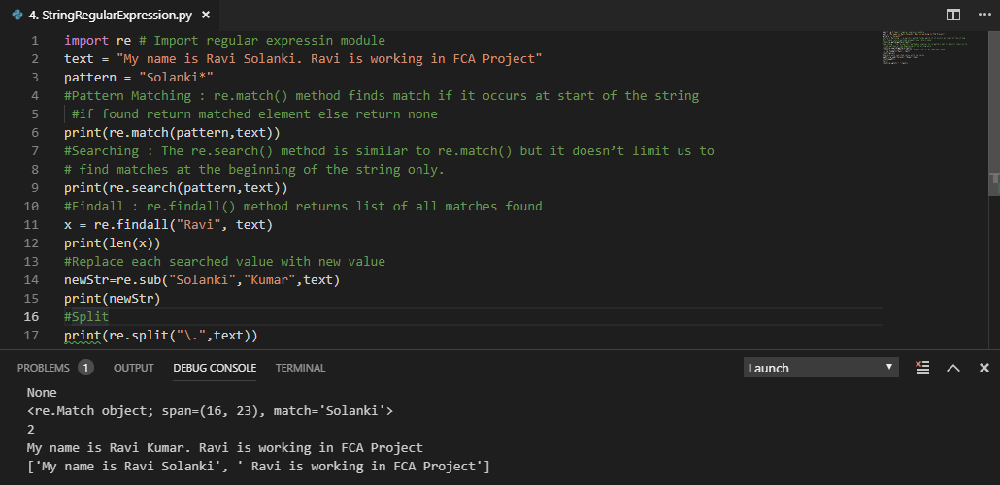 4. StringRegularExpression.py ×
1 import re # Import regular expressin module
2 text = "My name is Ravi Solanki. Ravi is working in FCA Project"
3 pattern = "Solanki*"
4 #Pattern Matching : re.match() method finds match if it occurs at start of the string
5 #if found return matched element else return none
6 print(re.match(pattern,text))
7 #Searching : The re.search() method is similar to re.match() but it doesn’t limit us to
8 # find matches at the beginning of the string only.
9 print(re.search(pattern,text))
10 #Findall : re.findall() method returns list of all matches found
11 x = re.findall("Ravi", text)
12 print(len(x))
13 #Replace each searched value with new value
14 newStr=re.sub("Solanki","Kumar",text)
15 print(newStr)
16 #Split
17 print(re.split("\.",text))
PROBLEMS 1 OUTPUT DEBUG CONSOLE TERMINAL Launch
None
<re.Match object; span=(16, 23), match='Solanki'>
2
My name is Ravi Kumar. Ravi is working in FCA Project
['My name is Ravi Solanki', ' Ravi is working in FCA Project']